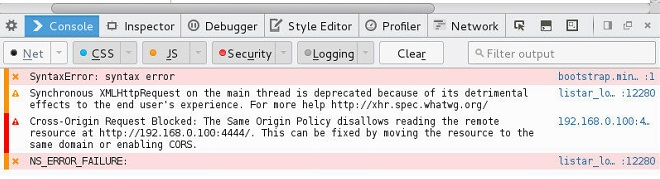 Console Inspector Debugger Style Editor Profiler Network
Net CSS JS Security Logging Clear Filter output
SyntaxError: syntax error bootstrap.min… :1
Synchronous XMLHttpRequest on the main thread is deprecated because of its detrimental listar_lo… :12280
effects to the end user's experience. For more help http://xhr.spec.whatwg.org/
Cross-Origin Request Blocked: The Same Origin Policy disallows reading the remote 192.168.0.100:4…
resource at http://192.168.0.100:4444/. This can be fixed by moving the resource to the
same domain or enabling CORS.
NS_ERROR_FAILURE: listar_lo… :12280